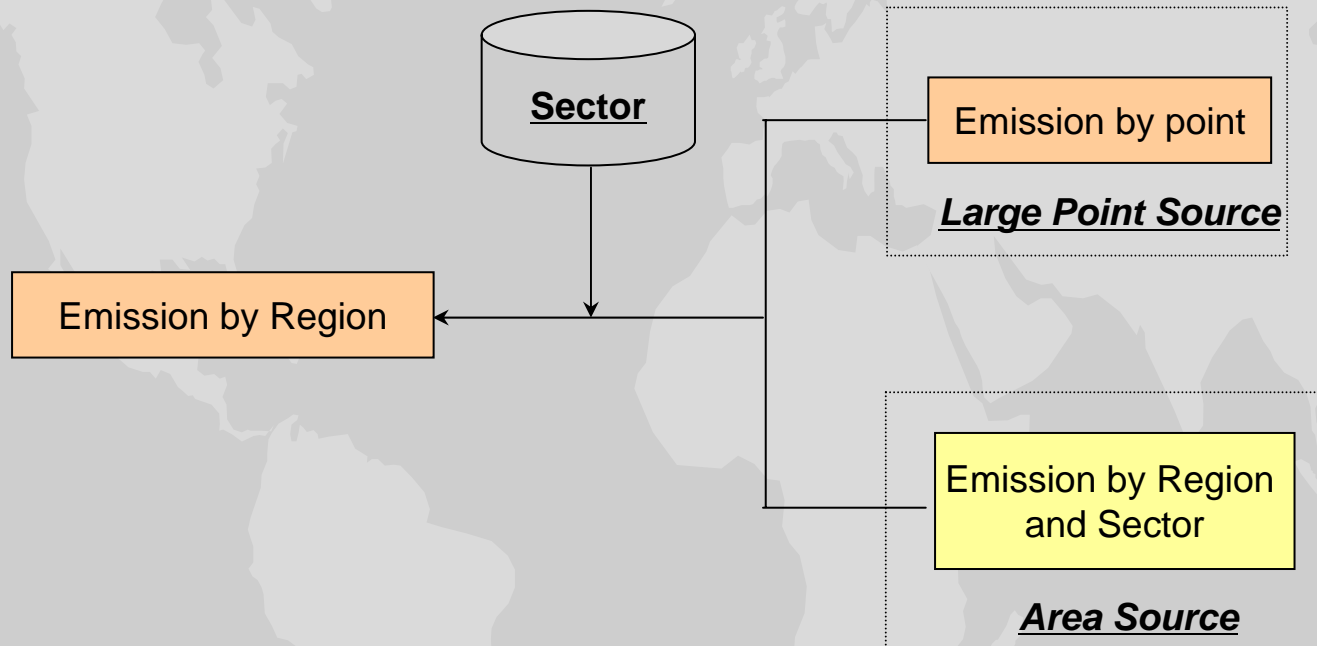 Sector
Emission by point
Large Point Source
Emission by Region
Emission by Region
and Sector
Area Source